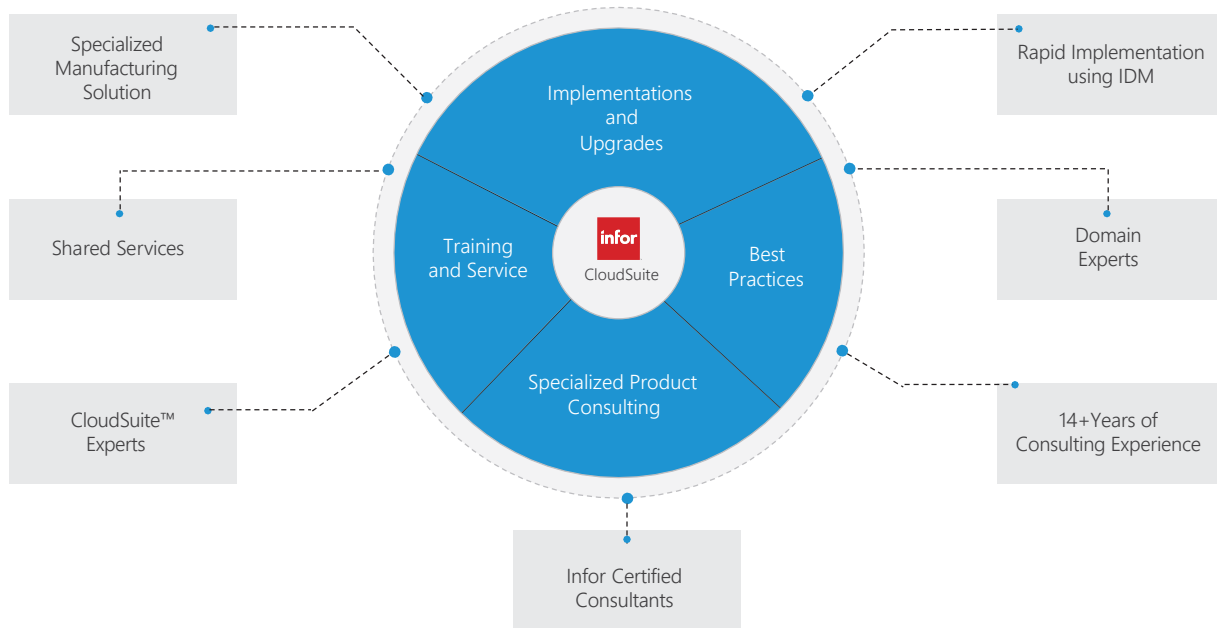 Specialized
Manufacturing
Solution
Implementations
and
Upgrades
Rapid Implementation
using IDM
Shared Services
Training
and Service
infor
CloudSuite
Best
Practices
Domain
Experts
CloudSuite™
Experts
Specialized Product
Consulting
14+Years of
Consulting Experience
Infor Certified
Consultants